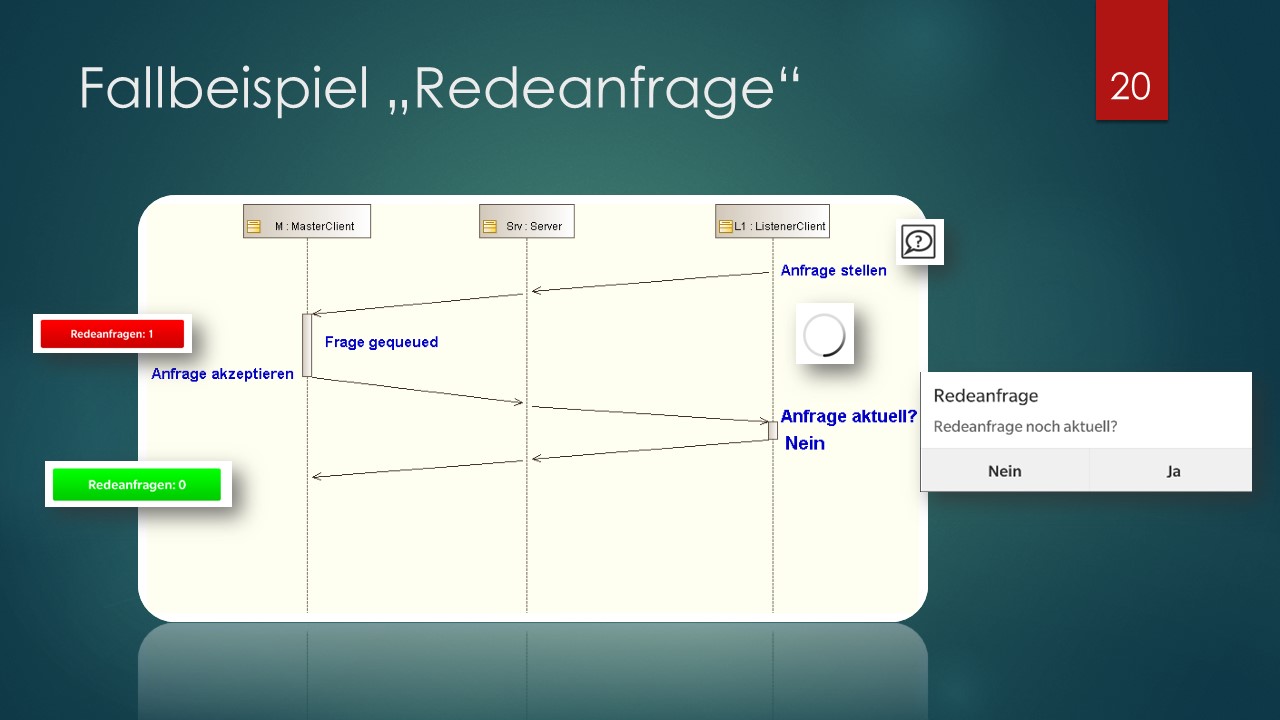 Fallbeispiel „Redeanfrage“
20
M : MasterClient
Srv : Server
L1 : ListenerClient
?
Anfrage stellen
Redeanfragen: 1
Frage gequeued
Anfrage akzeptieren
Anfrage aktuell?
Nein
Redeanfrage
Redeanfrage noch aktuell?
Nein
Ja
Redeanfragen: 0